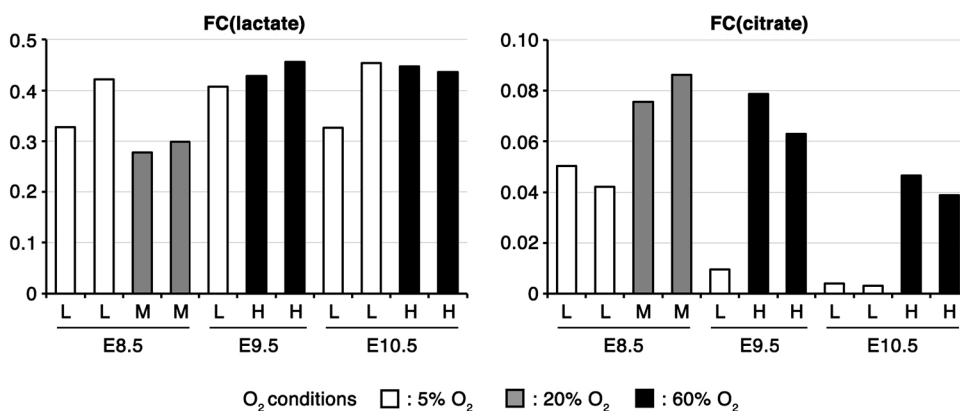 FC(lactate)
0.5
0.4
0.3
0.2
0.1
0
L L M M L H H L L H H
E8.5 E9.5 E10.5
FC(citrate)
0.10
0.08
0.06
0.04
0.02
0
L L M M L H H L L H H
E8.5 E9.5 E10.5
O₂ conditions : 5% O₂ : 20% O₂ : 60% O₂